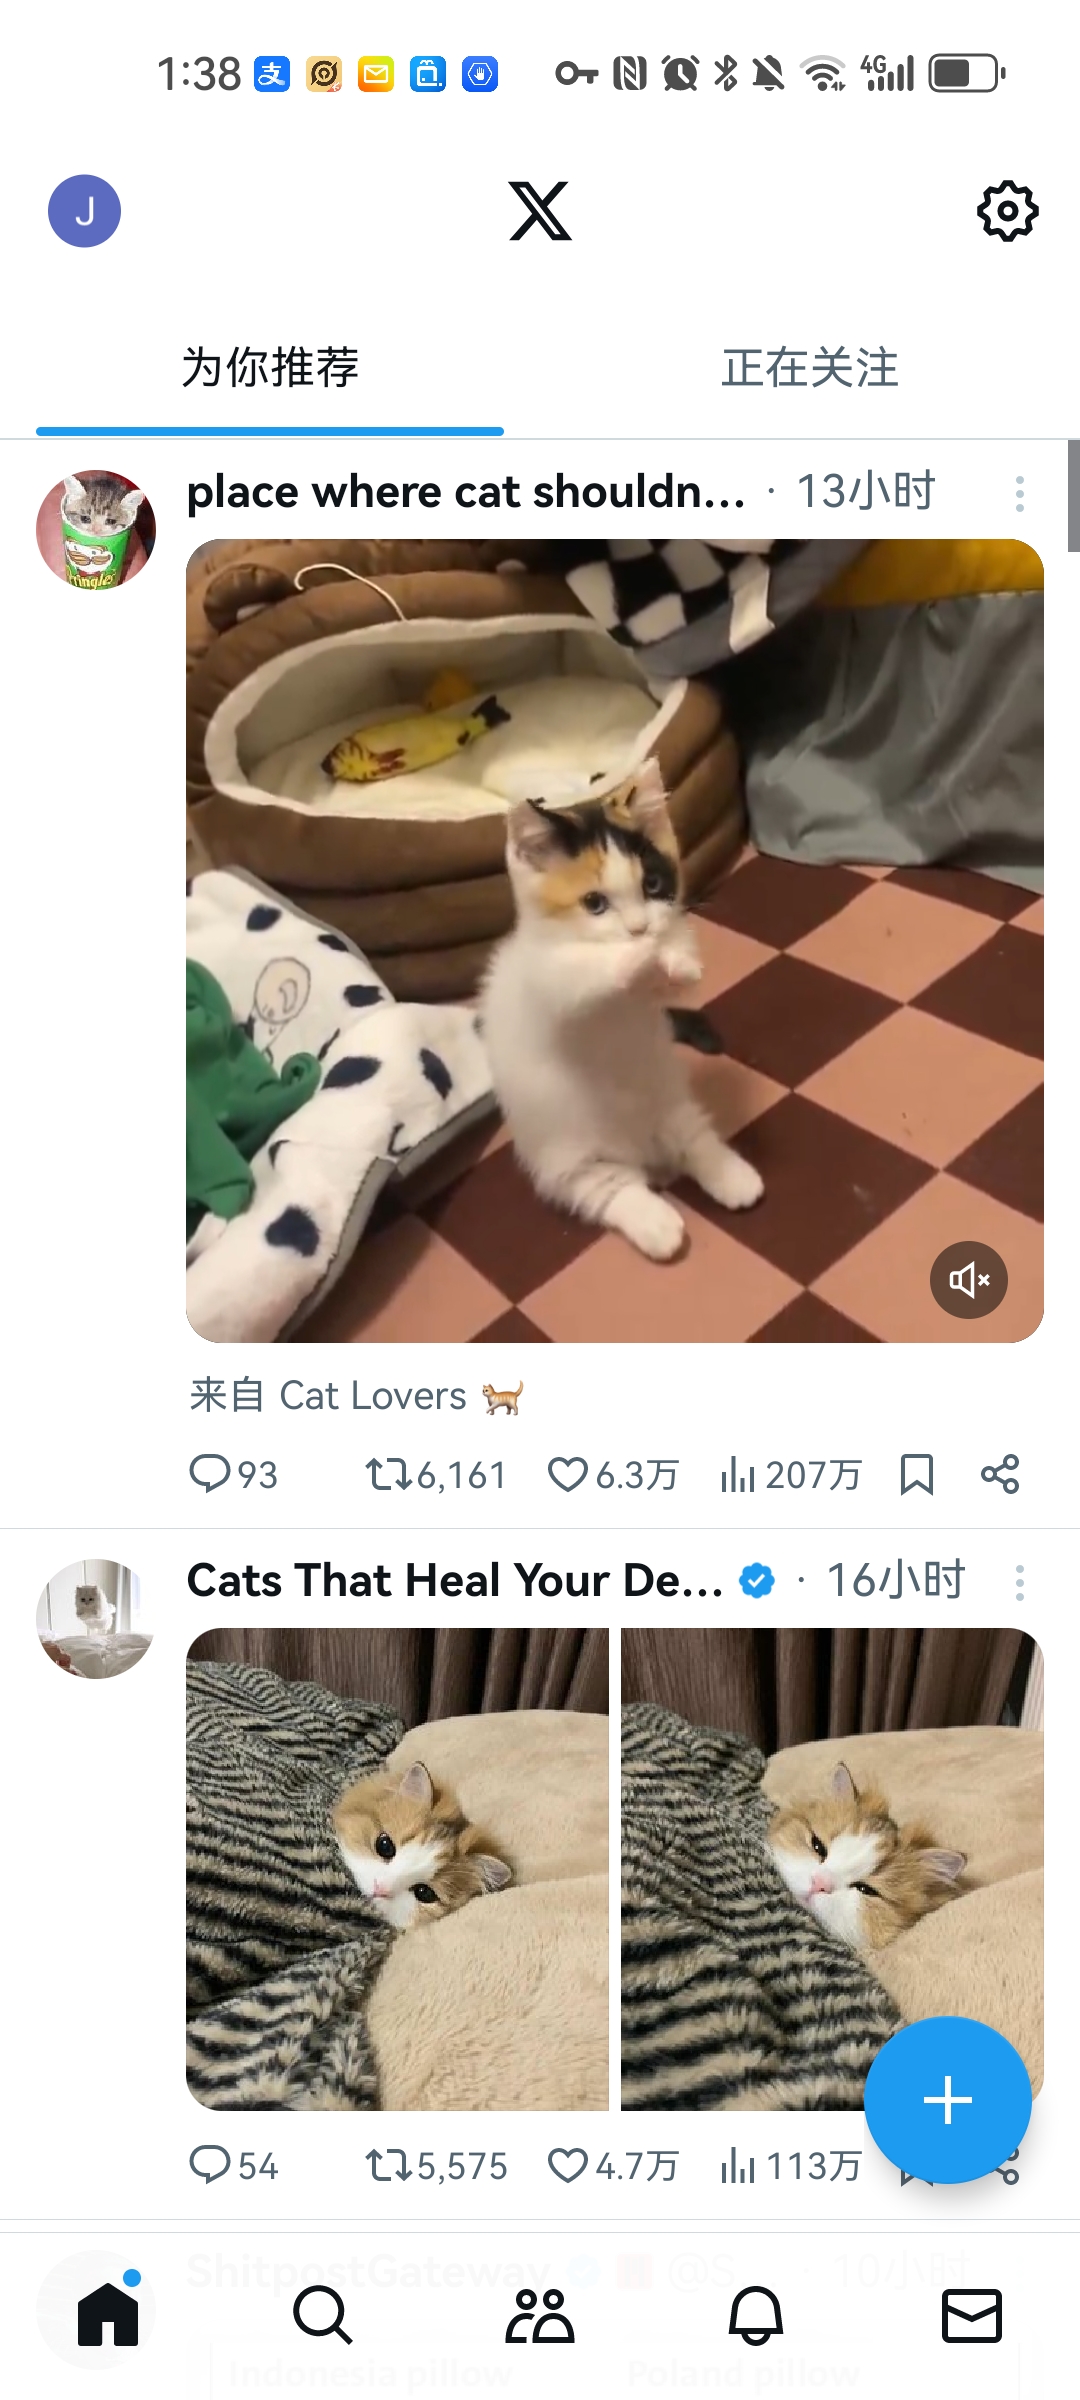 1:38
4G
J
为你推荐
正在关注
place where cat shouldn... · 13小时
Pringles
来自 Cat Lovers 🐈
93
6,161
6.3万
207万
Cats That Heal Your De... · 16小时
54
5,575
4.7万
113万
ShitpostGateway @S... 10小时
Indonesia pillow
Poland pillow